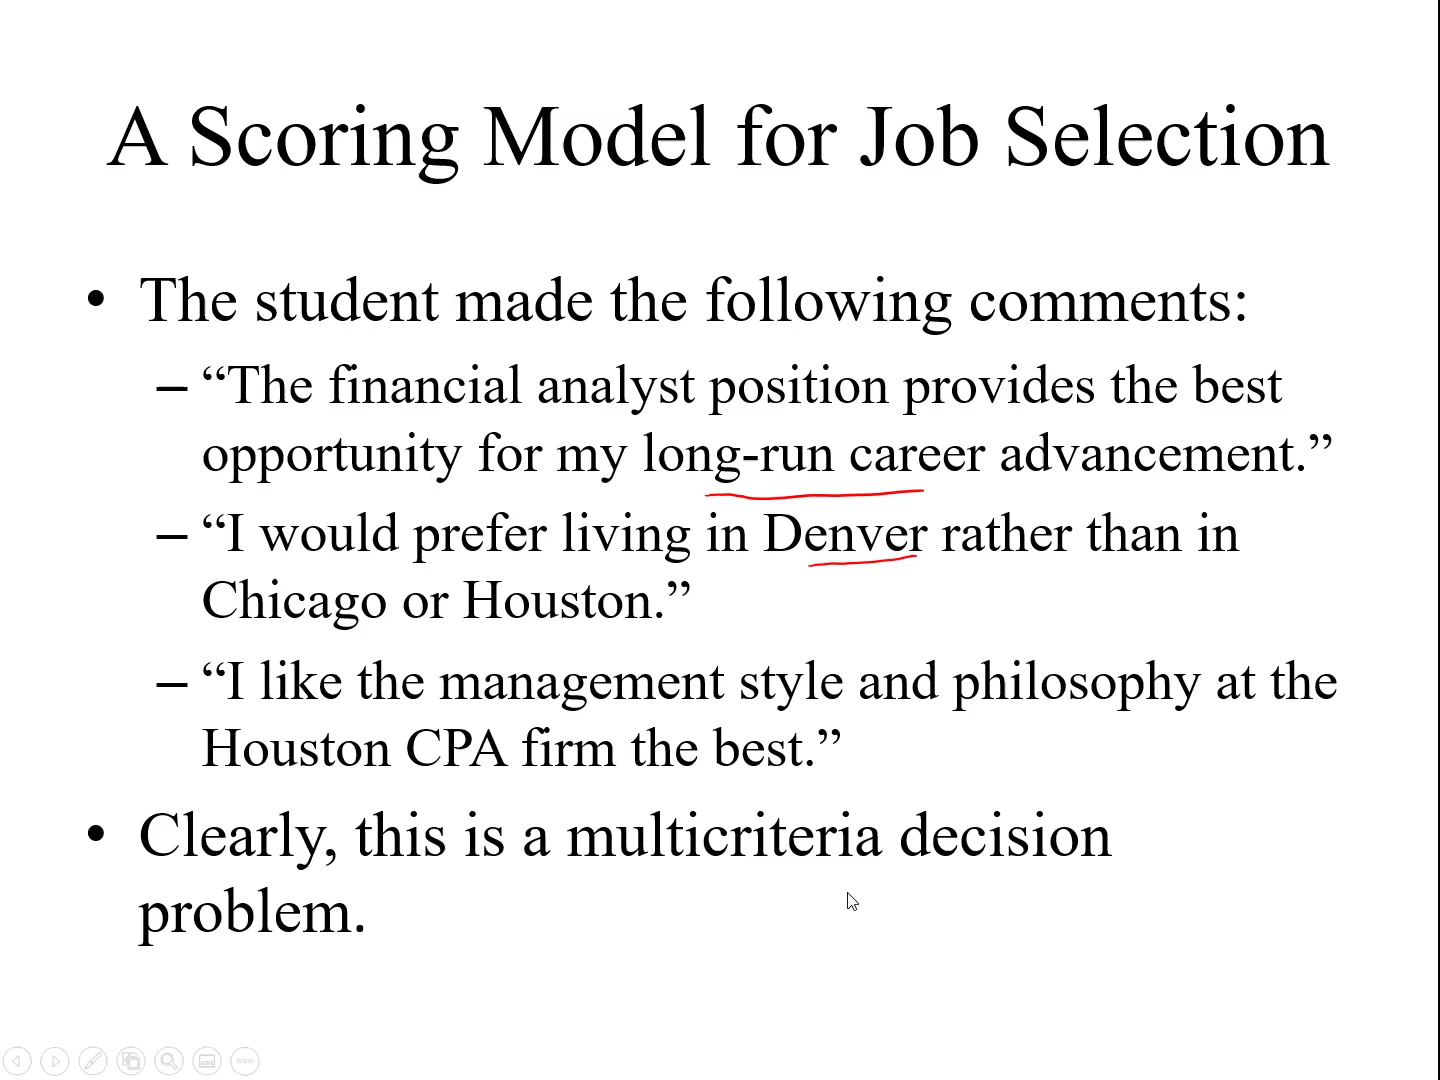 A Scoring Model for Job Selection
• The student made the following comments:
– “The financial analyst position provides the best
opportunity for my long-run career advancement.”
– “I would prefer living in Denver rather than in
Chicago or Houston.”
– “I like the management style and philosophy at the
Houston CPA firm the best.”
• Clearly, this is a multicriteria decision
problem.